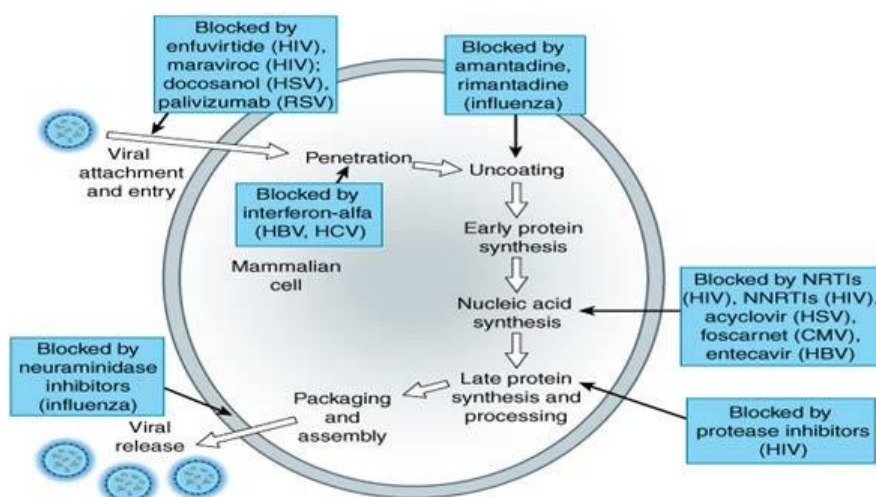 Blocked by
enfuvirtide (HIV),
maraviroc (HIV);
docosanol (HSV),
palivizumab (RSV)
Blocked by
amantadine,
rimantadine
(influenza)
Viral
attachment
and entry
Penetration
Uncoating
Blocked by
interferon-alfa
(HBV, HCV)
Mammalian
cell
Early protein
synthesis
Nucleic acid
synthesis
Blocked by NRTIs
(HIV), NNRTIs (HIV),
acyclovir (HSV),
foscarnet (CMV),
entecavir (HBV)
Blocked by
neuraminidase
inhibitors
(influenza)
Late protein
synthesis and
processing
Packaging
and
assembly
Viral
release
Blocked by
protease inhibitors
(HIV)